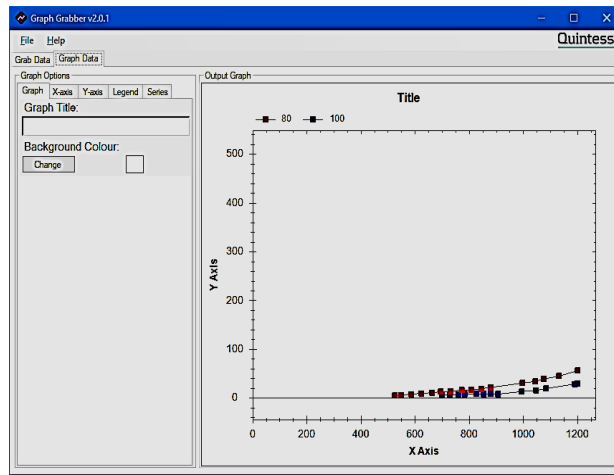 Graph Grabber v2.0.1
File Help
Quintess
Grab Data Graph Data
Graph Options
Graph X-axis Y-axis Legend Series
Graph Title:
Background Colour:
Change
Output Graph
Title
80 100
500
400
300
200
100
0
Y Axis
0 200 400 600 800 1000 1200
X Axis